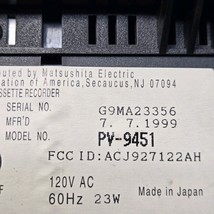 buted by Matsushita Electric
ation of America, Secaucus, NJ 07094
SSETTE RECORDER
SERIAL NO. G9MA23356
MFR'D 7. 7.1999
MODEL NO. PV-9451
FCC ID: ACJ927122AH
120V AC
60Hz 23W
Made in Japan